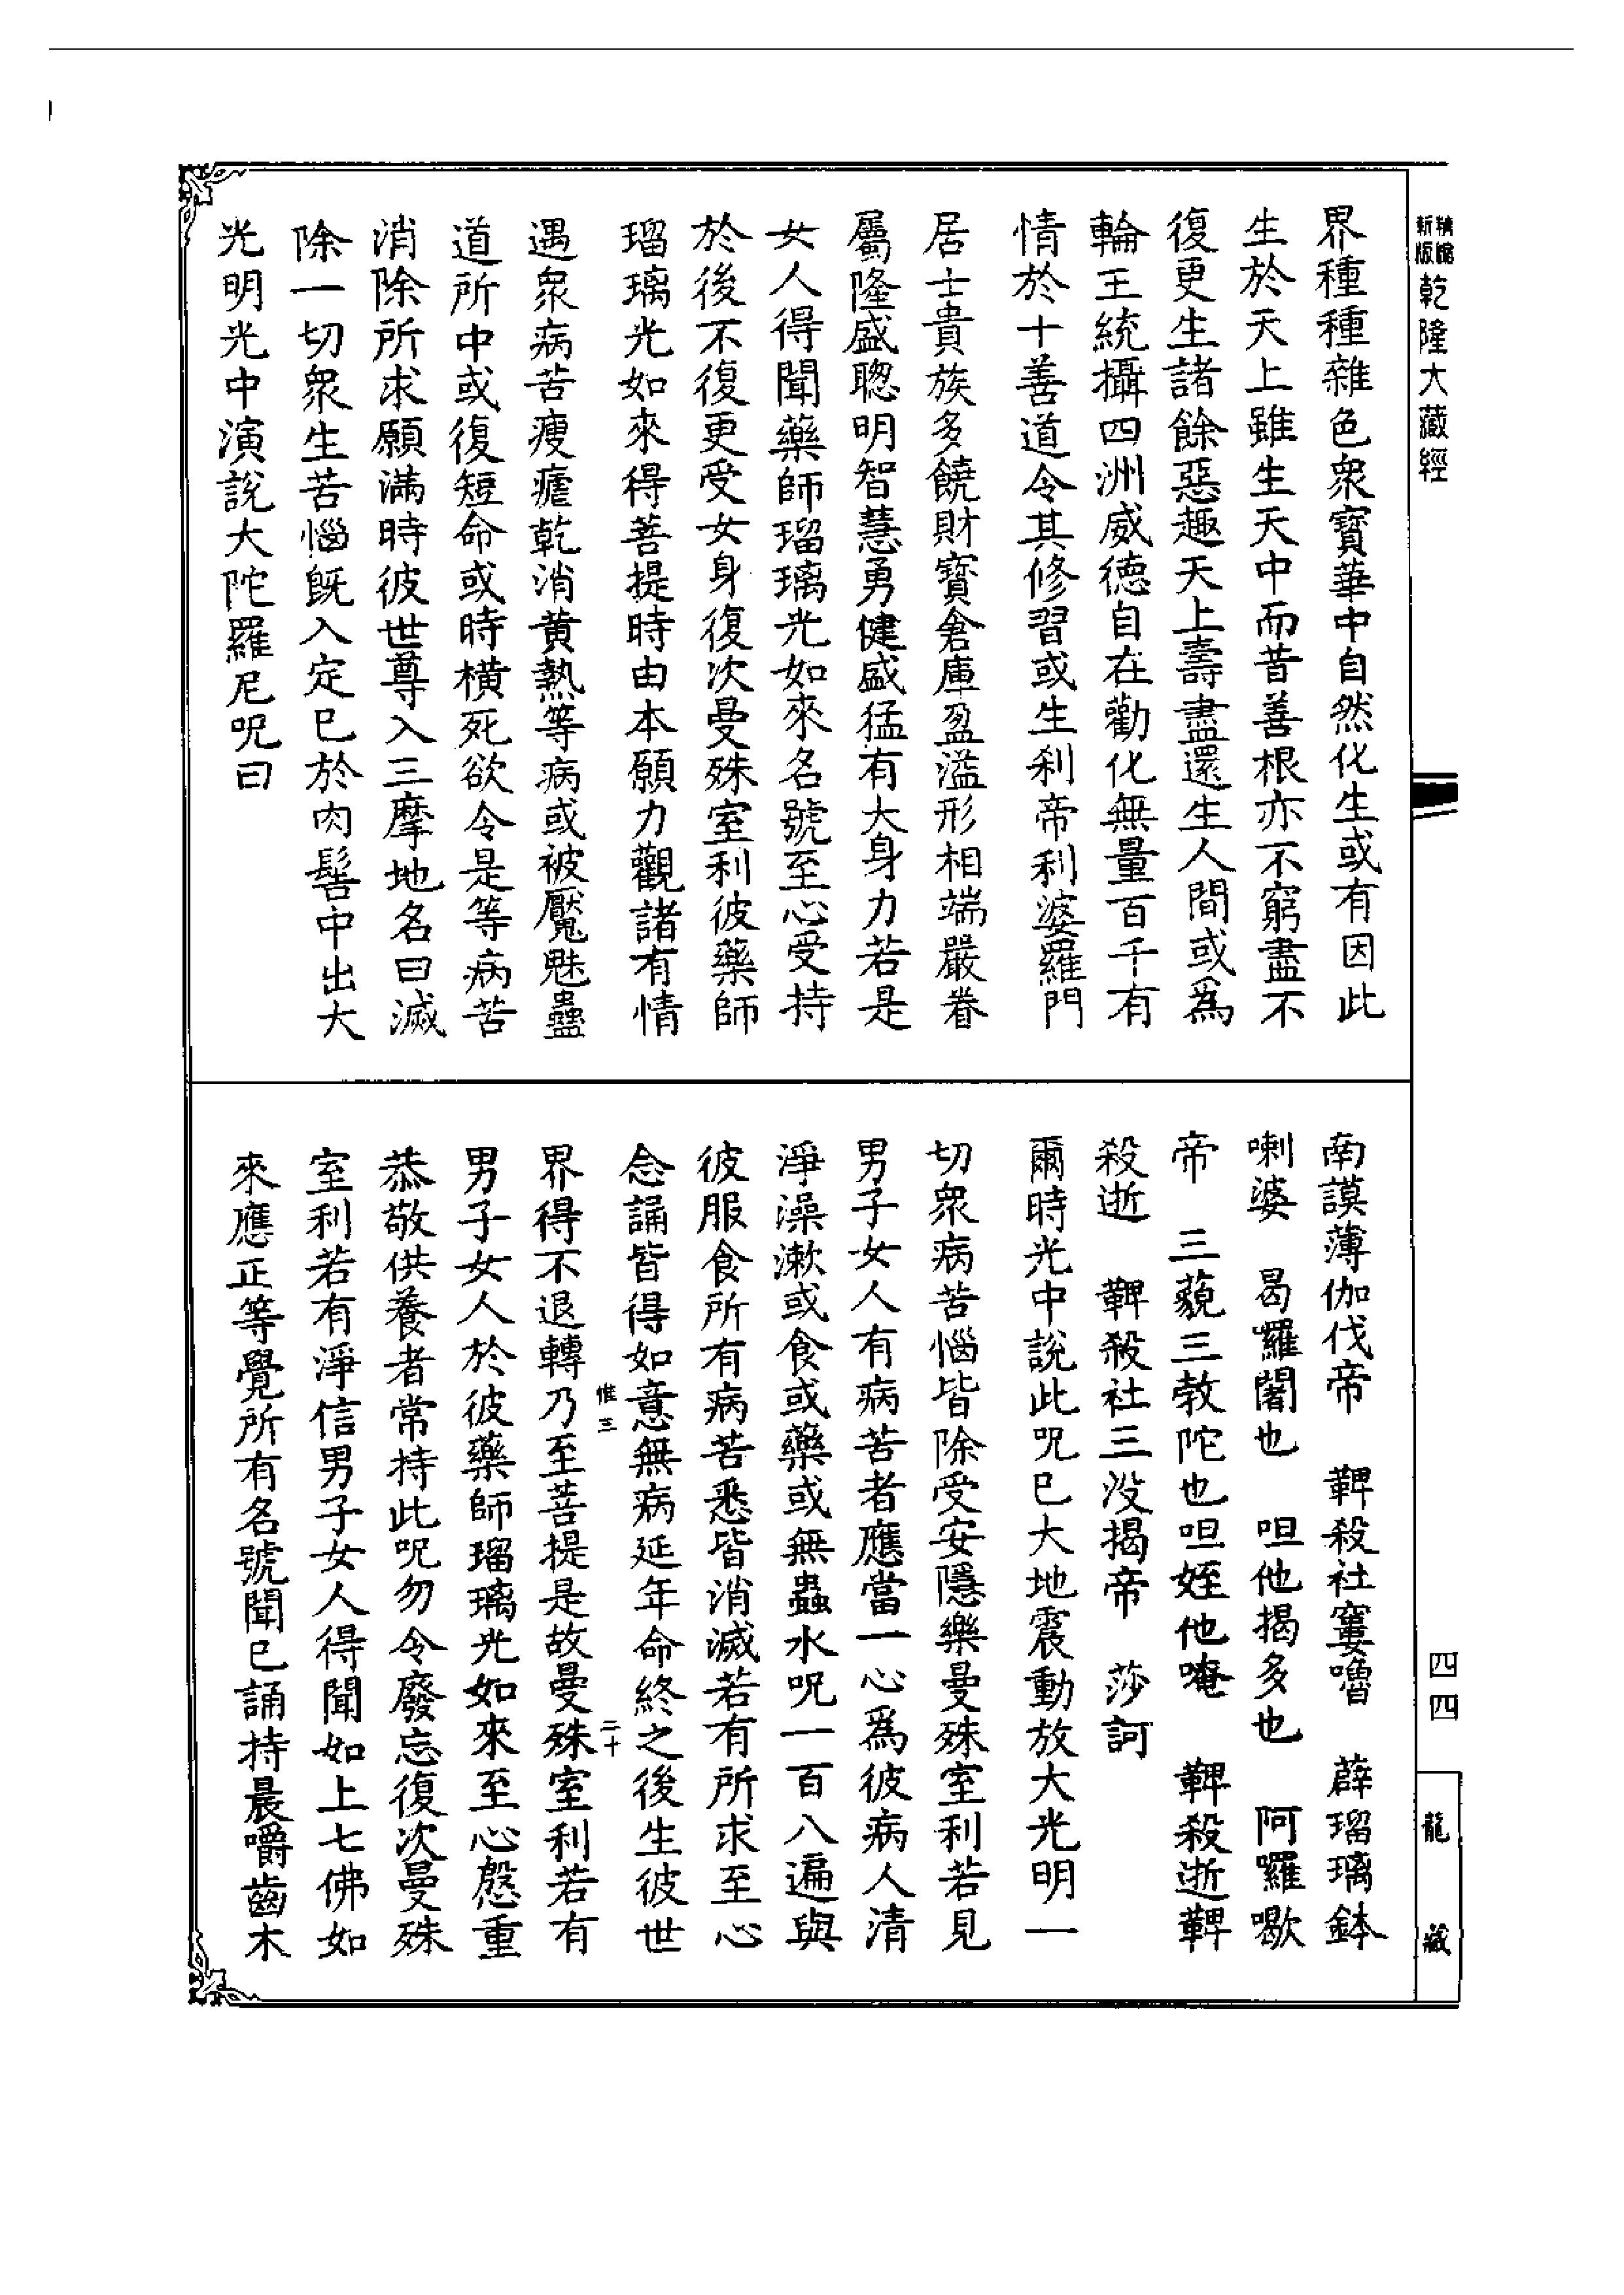 精編
新版
乾隆大藏經
界種種雜色衆寳華中自然化生或有因此
生於天上雖生天中而昔善根亦不窮盡不
復更生諸餘惡趣天上壽盡還生人間或爲
輪王統攝四洲威德自在勸化無量百千有
情於十善道令其修習或生刹帝利婆羅門
居士貴族多饒財寳倉庫盈溢形相端嚴眷
屬隆盛聰明智慧勇健盛猛有大身力若是
女人得聞藥師瑠璃光如來名號至心受持
於後不復更受女身復次曼殊室利彼藥師
瑠璃光如來得菩提時由本願力觀諸有情
遇衆病苦瘦瘧乾消黄熱等病或被魘魅蠱
道所中或復短命或時橫死欲令是等病苦
消除所求願滿時彼世尊入三摩地名曰滅
除一切衆生苦惱旣入定已於肉髻中出大
光明光中演說大陀羅尼呪曰
南謨薄伽伐帝　鞞殺社窶嚕　薜瑠璃鉢
喇婆　曷囉闍也　呾他揭多也　阿囉歇
帝　三藐三敎陀也呾姪他唵　鞞殺逝鞞
殺逝　鞞殺社三没揭帝　莎訶
爾時光中說此呪已大地震動放大光明一
切衆病苦惱皆除受安隱樂曼殊室利若見
男子女人有病苦者應當一心爲彼病人清
淨澡漱或食或藥或無蟲水呪一百八遍與
彼服食所有病苦悉皆消滅若有所求至心
念誦皆得如意無病延年命終之後生彼世
惟三　二十
界得不退轉乃至菩提是故曼殊室利若有
男子女人於彼藥師瑠璃光如來至心慇重
恭敬供養者常持此呪勿令廢忘復次曼殊
室利若有淨信男子女人得聞如上七佛如
來應正等覺所有名號聞已誦持晨嚼齒木
四四
龍藏